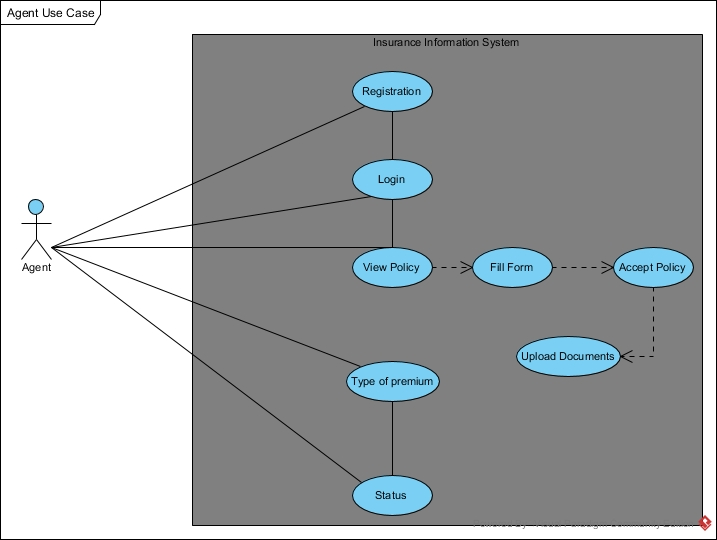 Agent Use Case
Insurance Information System
Registration
Login
Agent
View Policy
Fill Form
Accept Policy
Upload Documents
Type of premium
Status